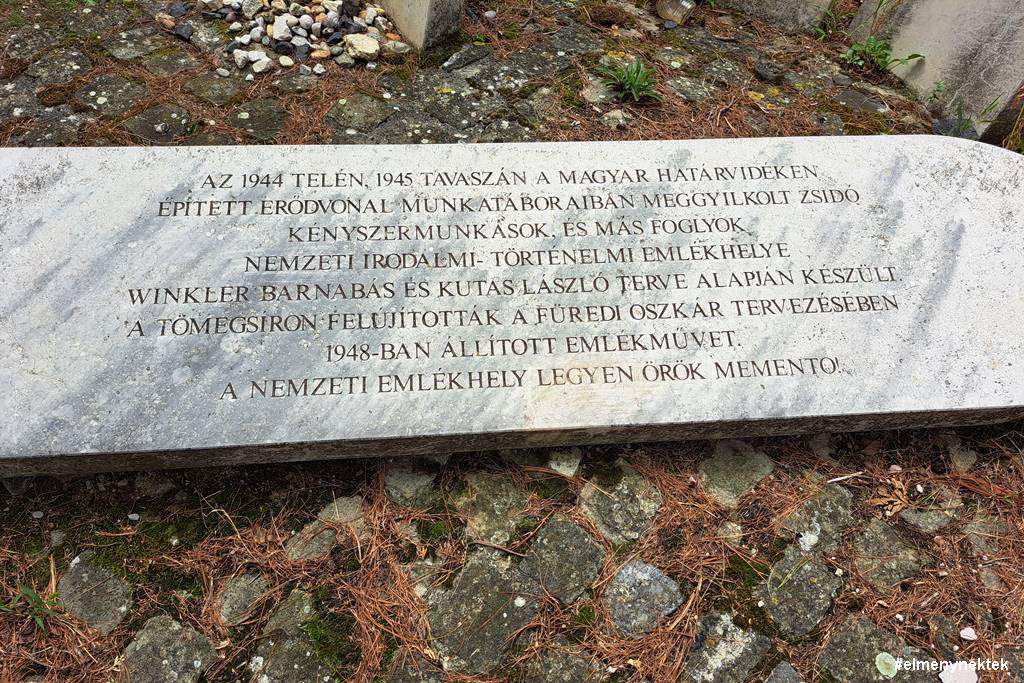 AZ 1944 TELÉN, 1945 TAVASZÁN A MAGYAR HATÁRVIDÉKEN
ÉPÍTETT ERŐDVONAL MUNKATÁBORAIBAN MEGGYILKOLT ZSIDÓ
KÉNYSZERMUNKÁSOK, ÉS MÁS FOGLYOK
NEMZETI IRODALMI- TÖRTÉNELMI EMLÉKHELYE
WINKLER BARNABÁS ÉS KUTAS LÁSZLÓ TERVE ALAPJÁN KÉSZÜLT.
A TÖMEGSIRON FELÚJÍTOTTÁK A FÜREDI OSZKÁR TERVEZÉSÉBEN
1948-BAN ÁLLÍTOTT EMLÉKMŰVET.
A NEMZETI EMLÉKHELY LEGYEN ÖRÖK MEMENTO!
#elmenynektek